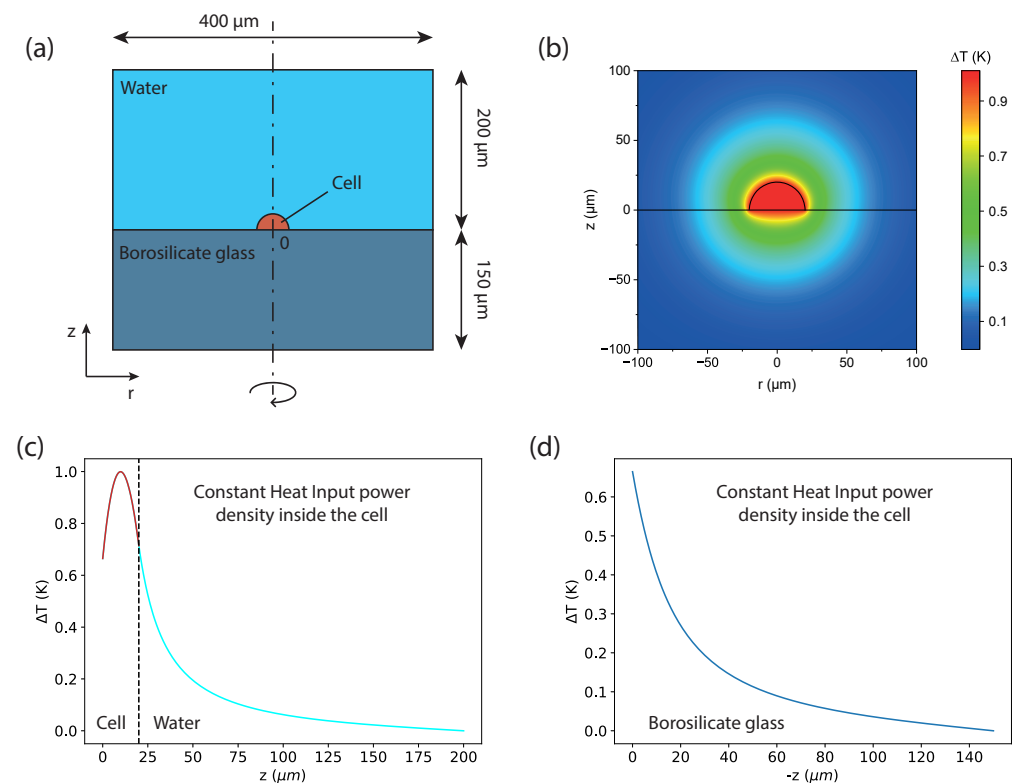 (a)
400 µm
Water
200 µm
Cell
0
Borosilicate glass
150 µm
z
r
(b)
ΔT (K)
100
50
0
−50
−100
z (µm)
−100
−50
0
50
100
r (µm)
0.9
0.7
0.5
0.3
0.1
(c)
1.0
0.8
0.6
0.4
0.2
0.0
ΔT (K)
Constant Heat Input power
density inside the cell
Cell
Water
0
25
50
75
100
125
150
175
200
z (µm)
(d)
0.6
0.5
0.4
0.3
0.2
0.1
0.0
ΔT (K)
Constant Heat Input power
density inside the cell
Borosilicate glass
0
20
40
60
80
100
120
140
-z (µm)